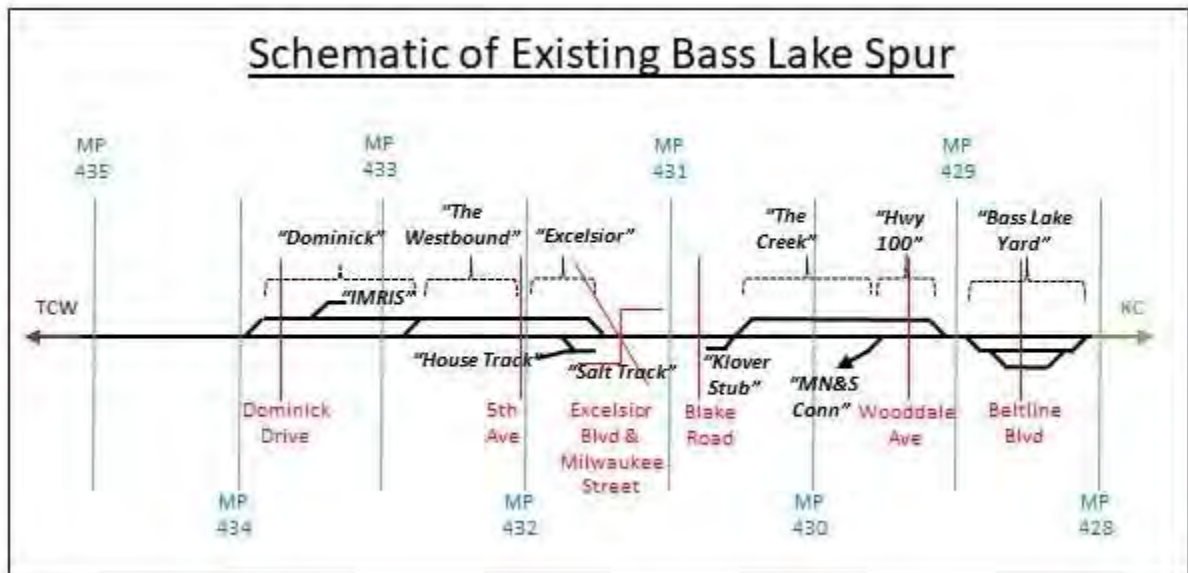 Schematic of Existing Bass Lake Spur
MP
435
MP
433
MP
431
MP
429
"Dominick"
"The
Westbound"
"Excelsior"
"The
Creek"
"Hwy
100"
"Bass Lake
Yard"
"IMRIS"
TCW
KC
"House Track"
"Salt Track"
"Klover
Stub"
"MN&S
Conn"
Dominick
Drive
5th
Ave
Excelsior
Blvd &
Milwaukee
Street
Blake
Road
Wooddale
Ave
Beltline
Blvd
MP
434
MP
432
MP
430
MP
428